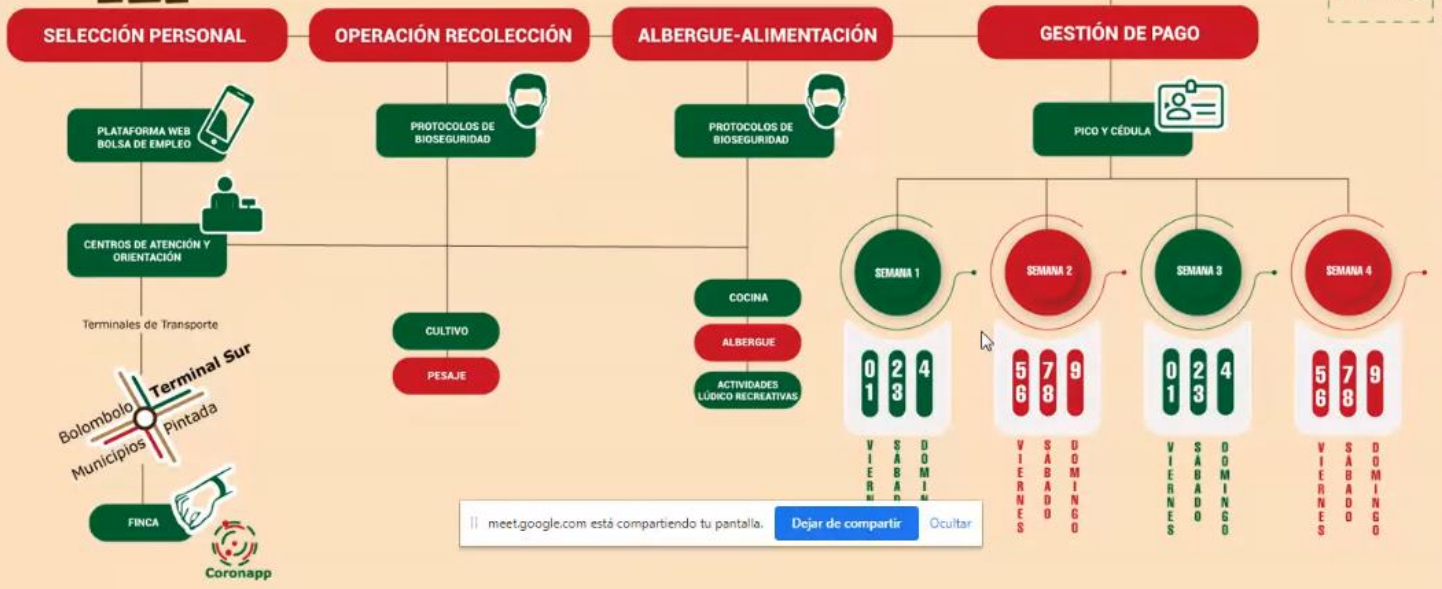 SELECCIÓN PERSONAL
PLATAFORMA WEB
BOLSA DE EMPLEO
CENTROS DE ATENCIÓN Y
ORIENTACIÓN
Terminales de Transporte
Terminal Sur
Bolombolo
Pintada
Municipios
FINCA
Coronapp
OPERACIÓN RECOLECCIÓN
PROTOCOLOS DE
BIOSEGURIDAD
CULTIVO
PESAJE
ALBERGUE-ALIMENTACIÓN
PROTOCOLOS DE
BIOSEGURIDAD
COCINA
ALBERGUE
ACTIVIDADES
LÚDICO RECREATIVAS
GESTIÓN DE PAGO
PICO Y CÉDULA
SEMANA 1
0 2 4
1 3
VIERNES
SEMANA 2
5 7 9
6 8
VIERNES
SÁBADO
DOMINGO
SEMANA 3
0 2 4
1 3
VIERNES
SÁBADO
DOMINGO
SEMANA 4
5 7 9
6 8
VIERNES
SÁBADO
DOMINGO
meet.google.com está compartiendo tu pantalla.
Dejar de compartir
Ocultar